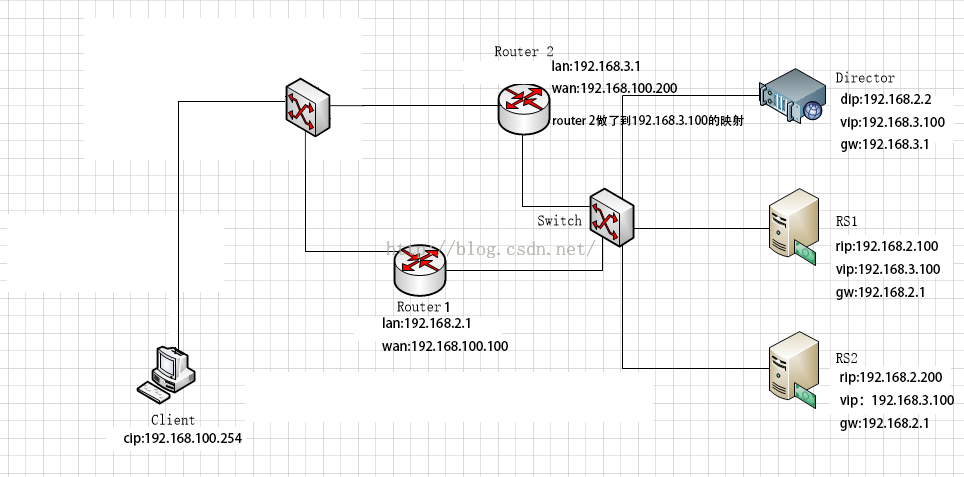 Router 2
lan:192.168.3.1
wan:192.168.100.200
router 2做了到192.168.3.100的映射
Director
dip:192.168.2.2
vip:192.168.3.100
gw:192.168.3.1
Switch
RS1
rip:192.168.2.100
vip:192.168.3.100
gw:192.168.2.1
http://blog.csdn.net/
Router 1
lan:192.168.2.1
wan:192.168.100.100
RS2
rip:192.168.2.200
vip: 192.168.3.100
gw:192.168.2.1
Client
cip:192.168.100.254